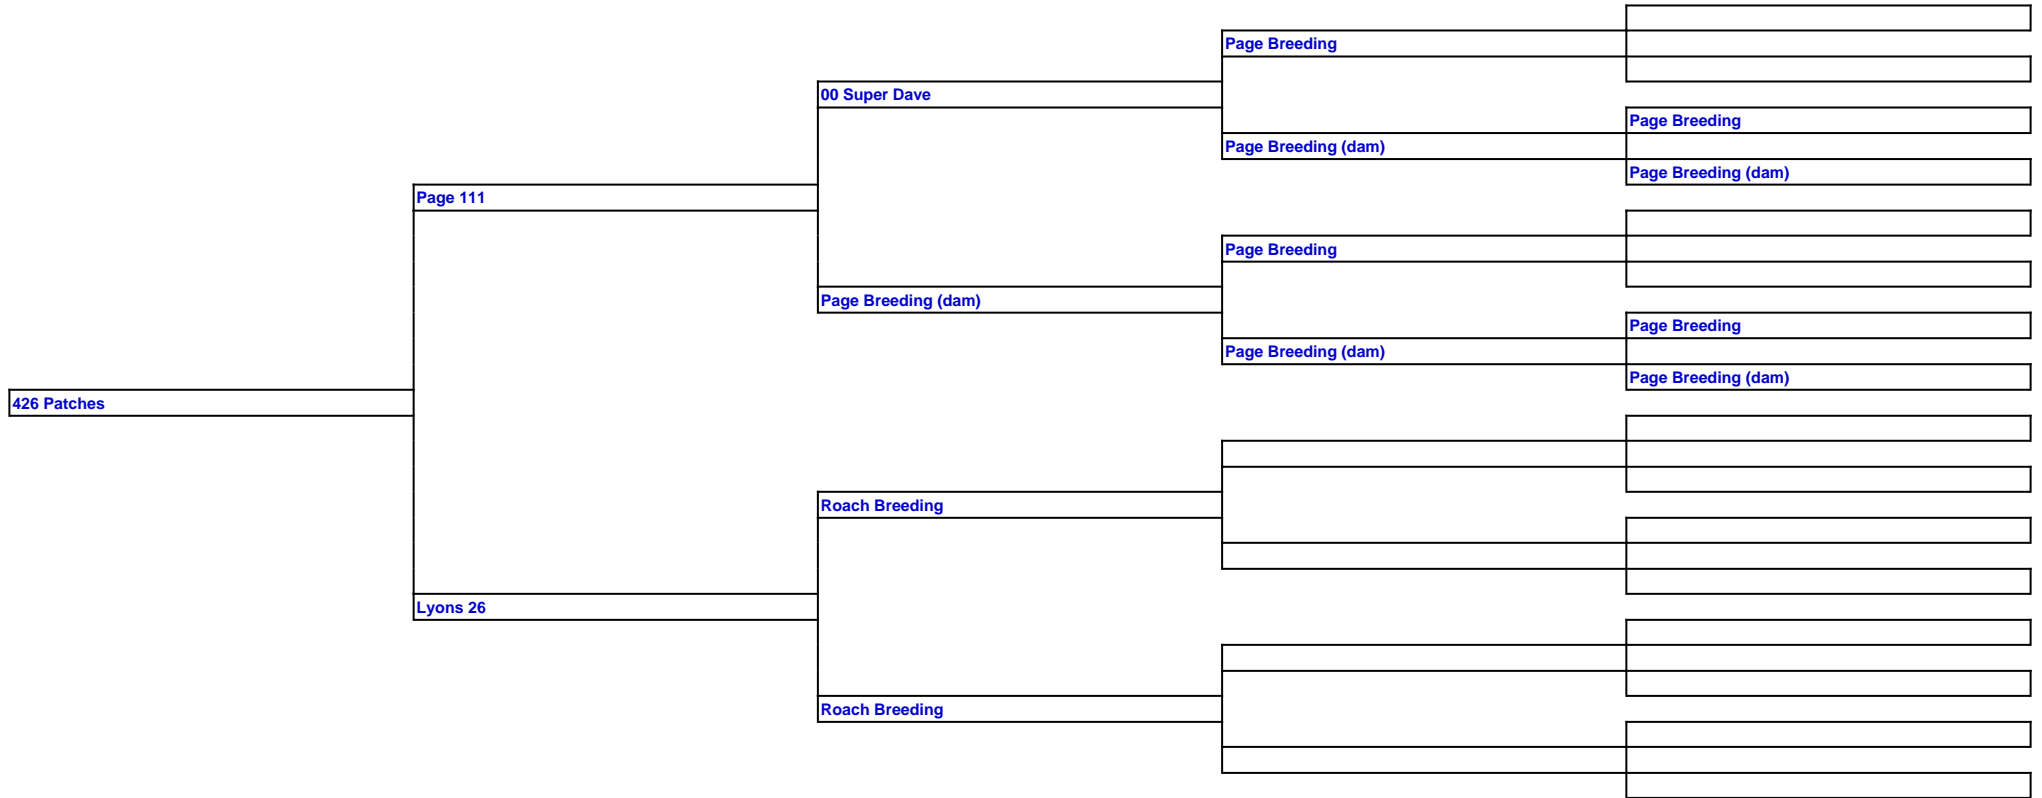 Page Breeding
00 Super Dave
Page Breeding
Page Breeding (dam)
Page Breeding (dam)
Page 111
Page Breeding
Page Breeding (dam)
Page Breeding
Page Breeding (dam)
Page Breeding (dam)
426 Patches
Roach Breeding
Lyons 26
Roach Breeding